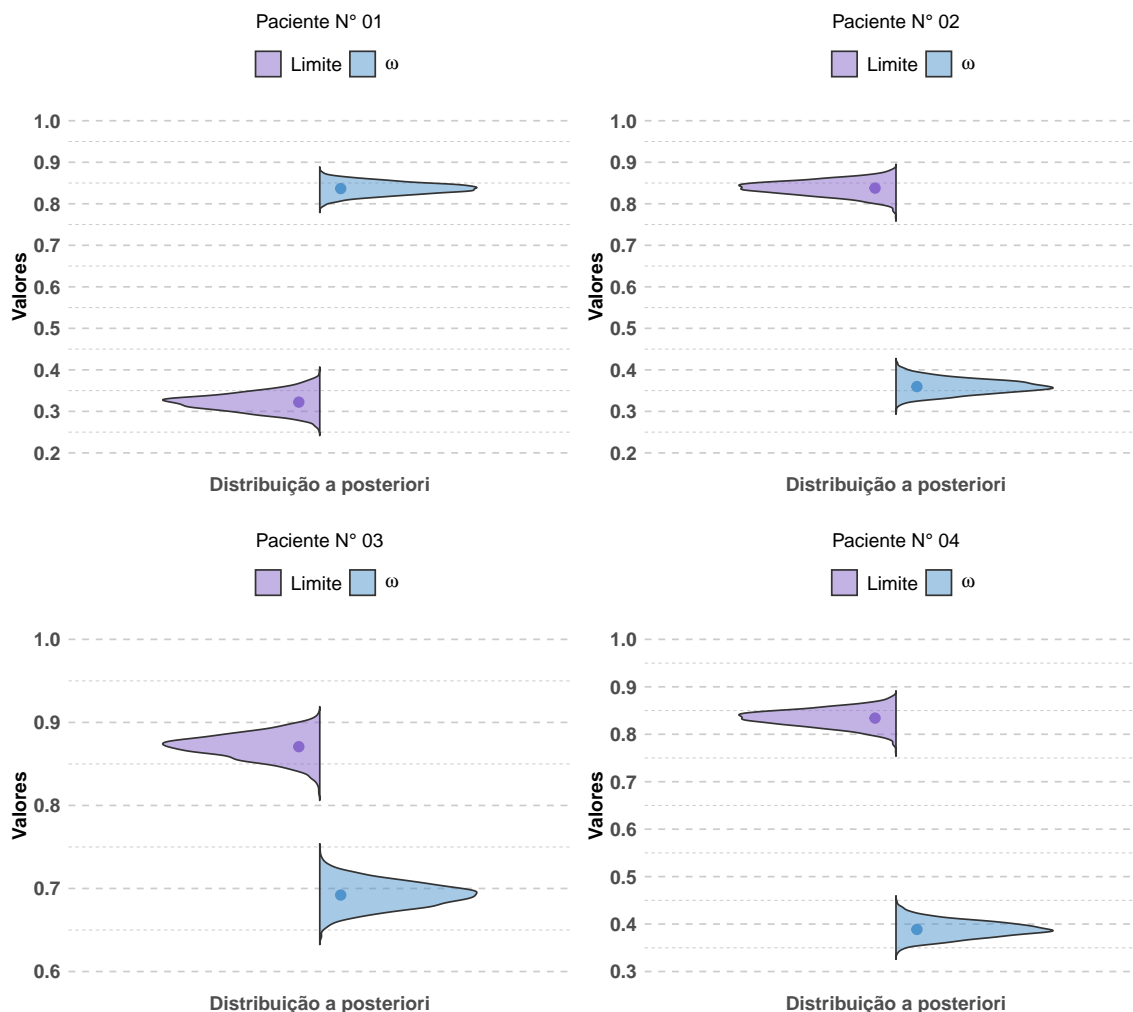 Paciente N° 01
Limite ω
1.0
0.9
0.8
0.7
0.6
0.5
0.4
0.3
0.2
Valores
Distribuição a posteriori
Paciente N° 02
Limite ω
1.0
0.9
0.8
0.7
0.6
0.5
0.4
0.3
0.2
Valores
Distribuição a posteriori
Paciente N° 03
Limite ω
1.0
0.9
0.8
0.7
0.6
Valores
Distribuição a posteriori
Paciente N° 04
Limite ω
1.0
0.9
0.8
0.7
0.6
0.5
0.4
0.3
Valores
Distribuição a posteriori